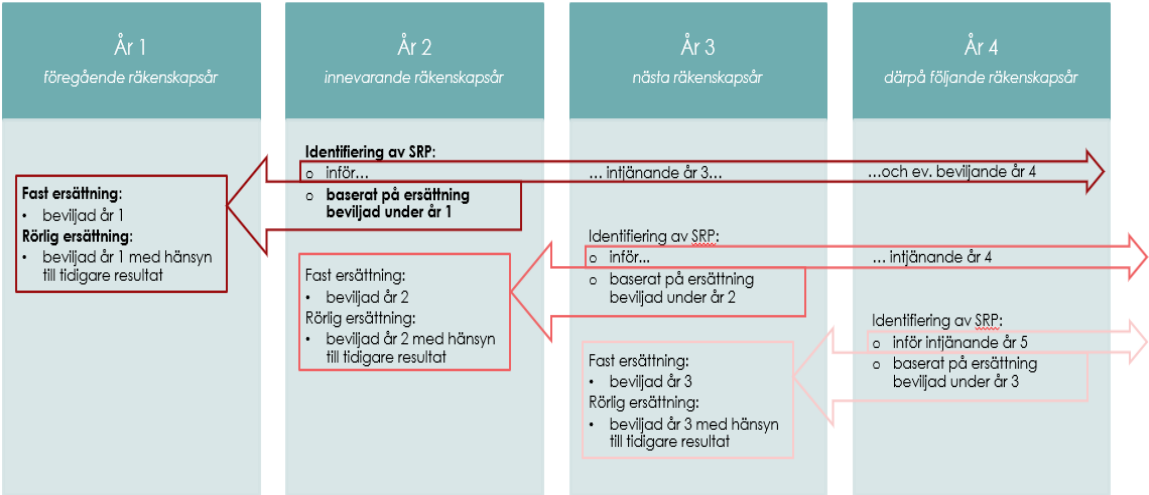 År 1
föregående räkenskapsår
År 2
innevarande räkenskapsår
År 3
nästa räkenskapsår
År 4
därpå följande räkenskapsår
Fast ersättning:
• beviljad år 1
Rörlig ersättning:
• beviljad år 1 med hänsyn
till tidigare resultat
Identifiering av SRP:
o inför...
o baserat på ersättning
beviljad under år 1
... intjänande år 3...
...och ev. beviljande år 4
Fast ersättning:
• beviljad år 2
Rörlig ersättning:
• beviljad år 2 med hänsyn
till tidigare resultat
Identifiering av SRP:
o inför...
o baserat på ersättning
beviljad under år 2
... intjänande år 4
Fast ersättning:
• beviljad år 3
Rörlig ersättning:
• beviljad år 3 med hänsyn
till tidigare resultat
Identifiering av SRP:
o inför intjänande år 5
o baserat på ersättning
beviljad under år 3